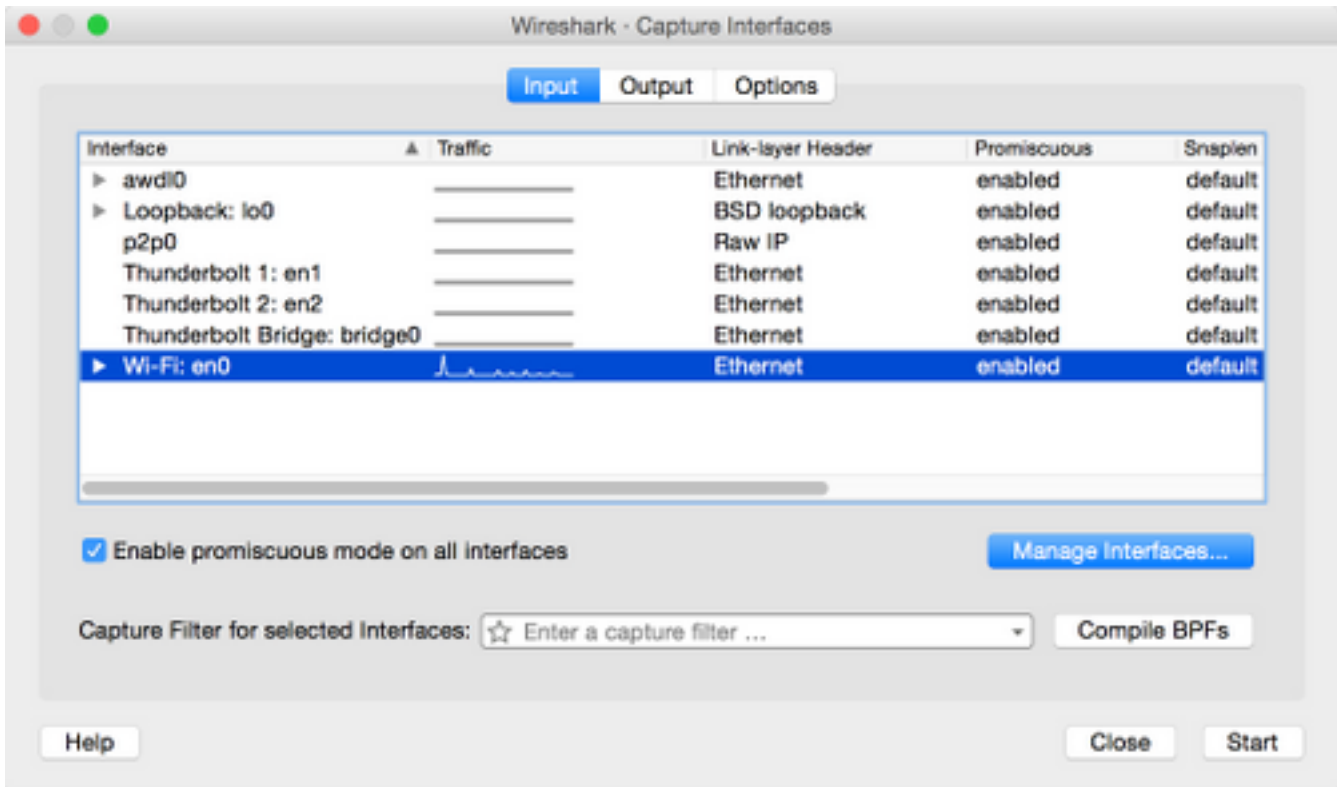 Wireshark - Capture Interfaces
Input Output Options
Interface Traffic Link-layer Header Promiscuous Snaplen
awdl0 Ethernet enabled default
Loopback: lo0 BSD loopback enabled default
p2p0 Raw IP enabled default
Thunderbolt 1: en1 Ethernet enabled default
Thunderbolt 2: en2 Ethernet enabled default
Thunderbolt Bridge: bridge0 Ethernet enabled default
Wi-Fi: en0 Ethernet enabled default
Enable promiscuous mode on all interfaces Manage Interfaces...
Capture Filter for selected Interfaces: Enter a capture filter ... Compile BPFs
Help Close Start